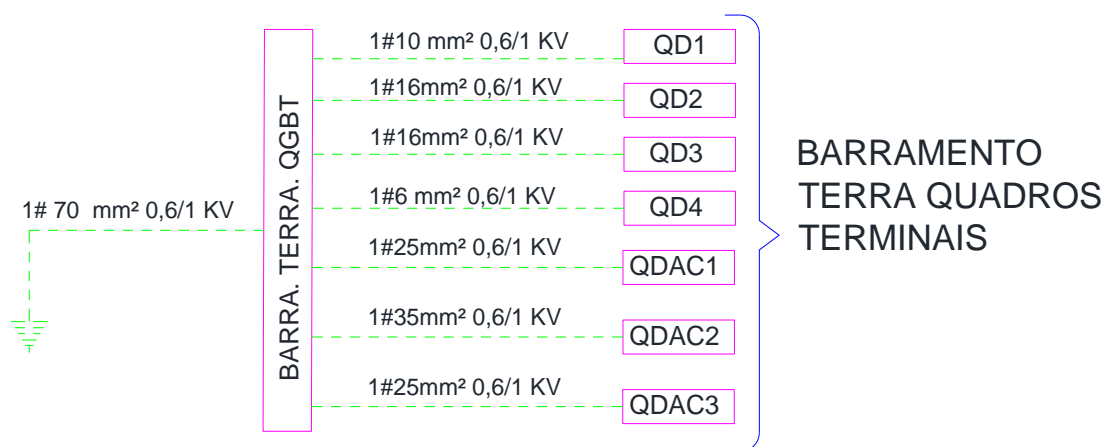 1#10 mm² 0,6/1 KV
QD1
1#16mm² 0,6/1 KV
QD2
1#16mm² 0,6/1 KV
QD3
1#6 mm² 0,6/1 KV
QD4
1#25mm² 0,6/1 KV
QDAC1
1#35mm² 0,6/1 KV
QDAC2
1#25mm² 0,6/1 KV
QDAC3
1# 70 mm² 0,6/1 KV
BARRA. TERRA. QGBT
BARRAMENTO
TERRA QUADROS
TERMINAIS